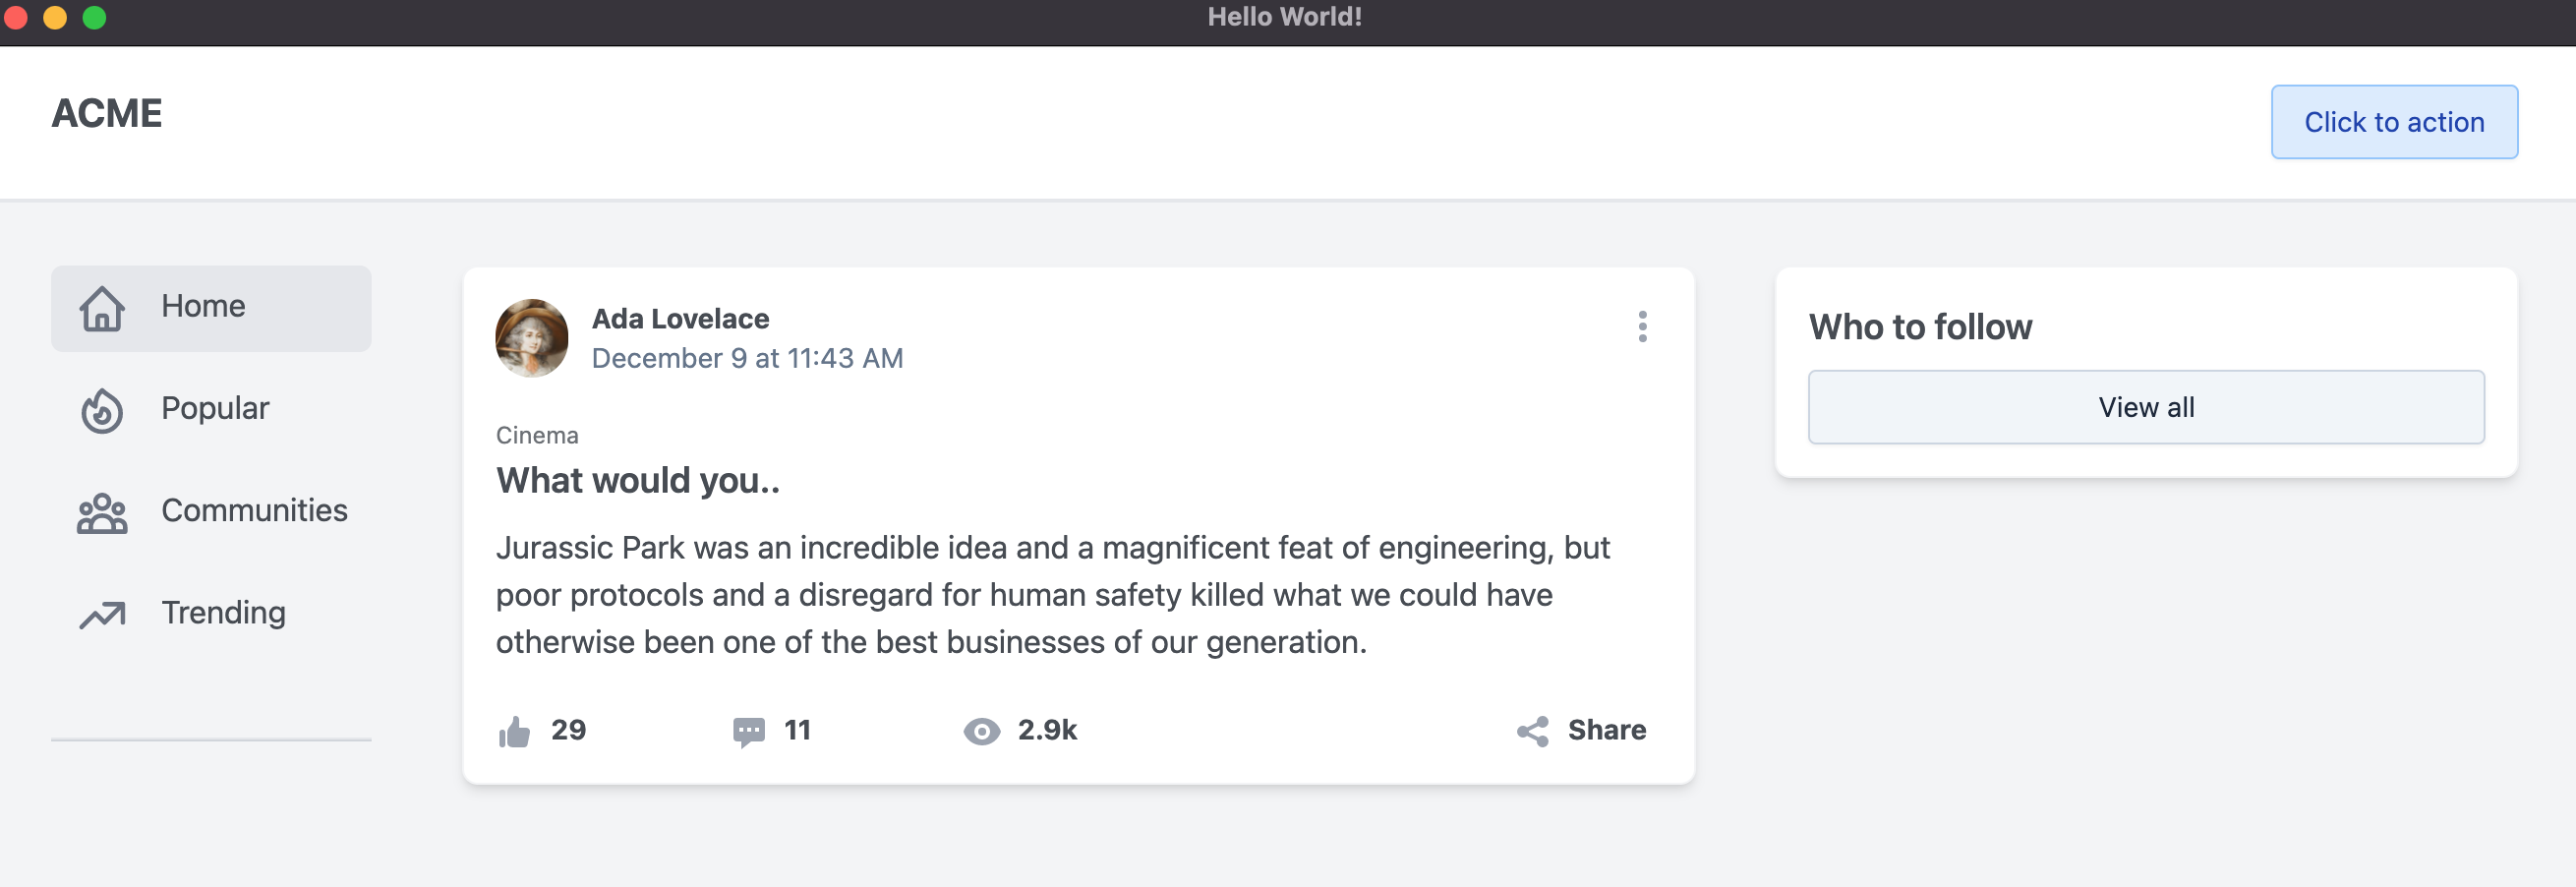 Hello World!
ACME
Click to action
Home
Popular
Communities
Trending
Ada Lovelace
December 9 at 11:43 AM
Cinema
What would you..
Jurassic Park was an incredible idea and a magnificent feat of engineering, but
poor protocols and a disregard for human safety killed what we could have
otherwise been one of the best businesses of our generation.
29
11
2.9k
Share
Who to follow
View all